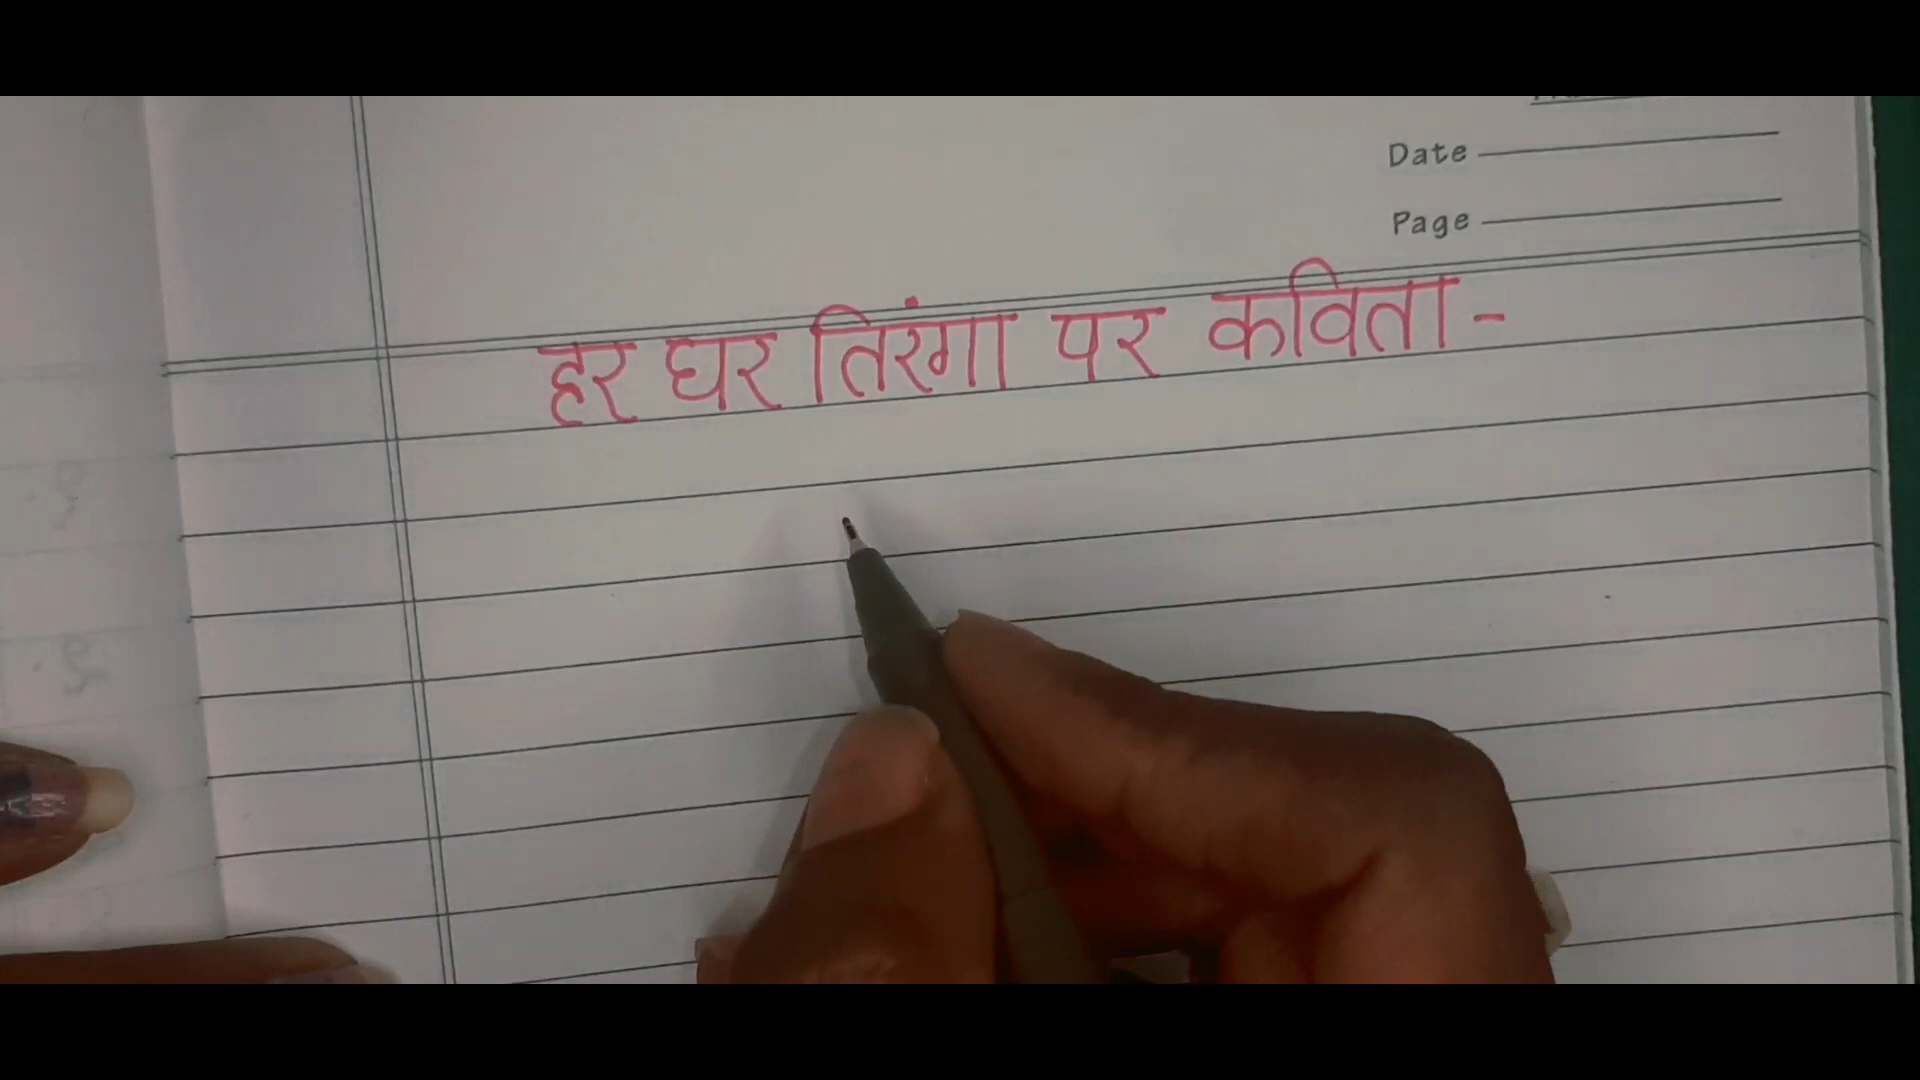 Date
Page
हर घर तिरंगा पर कविता -